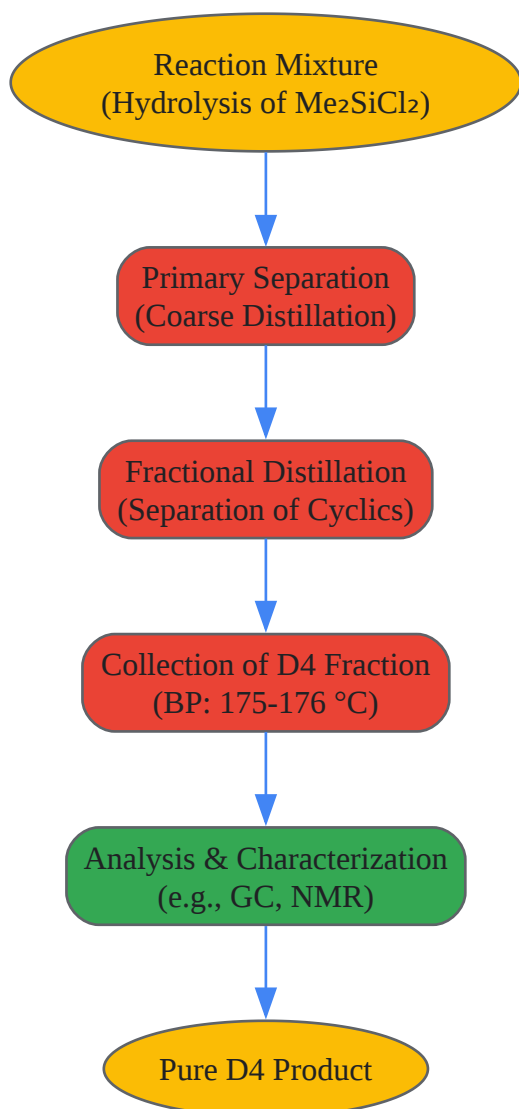 Reaction Mixture
(Hydrolysis of Me₂SiCl₂)
Primary Separation
(Coarse Distillation)
Fractional Distillation
(Separation of Cyclics)
Collection of D4 Fraction
(BP: 175-176 °C)
Analysis & Characterization
(e.g., GC, NMR)
Pure D4 Product